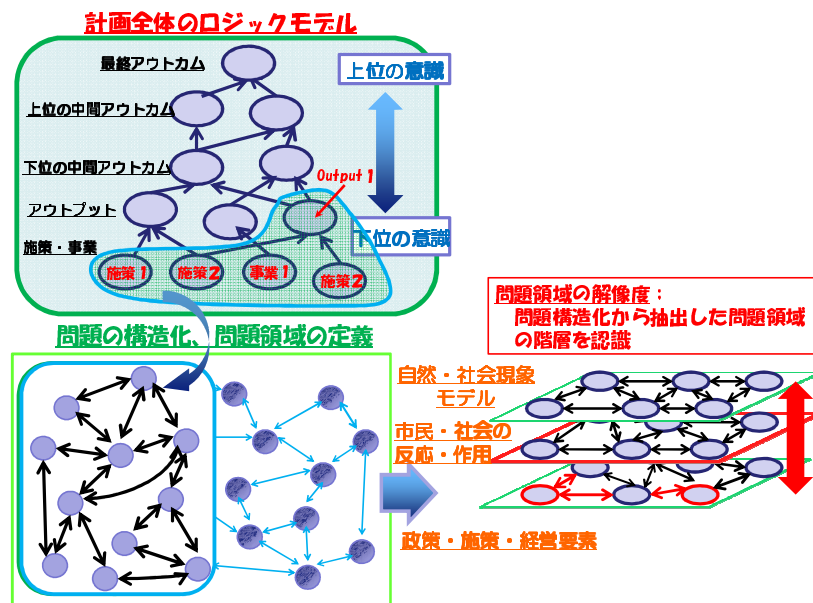 計画全体のロジックモデル
最終アウトカム
上位の意識
上位の中間アウトカム
下位の中間アウトカム
Output 1
アウトプット
下位の意識
施策・事業
施策1
施策2
事業1
施策2
問題の構造化、問題領域の定義
問題領域の解像度：
問題構造化から抽出した問題領域
の階層を認識
自然・社会現象
モデル
市民・社会の
反応・作用
政策・施策・経営要素